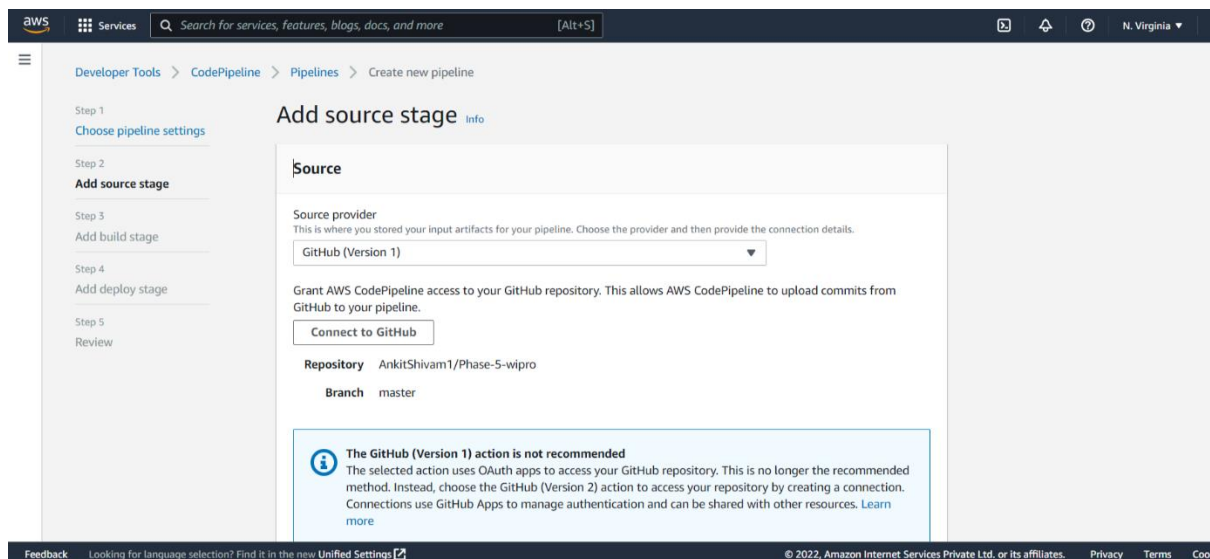 aws
Services
Search for services, features, blogs, docs, and more [Alt+S]
N. Virginia
Developer Tools > CodePipeline > Pipelines > Create new pipeline
Step 1
Choose pipeline settings
Step 2
Add source stage
Step 3
Add build stage
Step 4
Add deploy stage
Step 5
Review
Add source stage Info
Source
Source provider
This is where you stored your input artifacts for your pipeline. Choose the provider and then provide the connection details.
GitHub (Version 1)
Grant AWS CodePipeline access to your GitHub repository. This allows AWS CodePipeline to upload commits from
GitHub to your pipeline.
Connect to GitHub
Repository AnkitShivam1/Phase-5-wipro
Branch master
The GitHub (Version 1) action is not recommended
The selected action uses OAuth apps to access your GitHub repository. This is no longer the recommended
method. Instead, choose the GitHub (Version 2) action to access your repository by creating a connection.
Connections use GitHub Apps to manage authentication and can be shared with other resources. Learn
more
Feedback Looking for language selection? Find it in the new Unified Settings © 2022, Amazon Internet Services Private Ltd. or its affiliates. Privacy Terms Coo